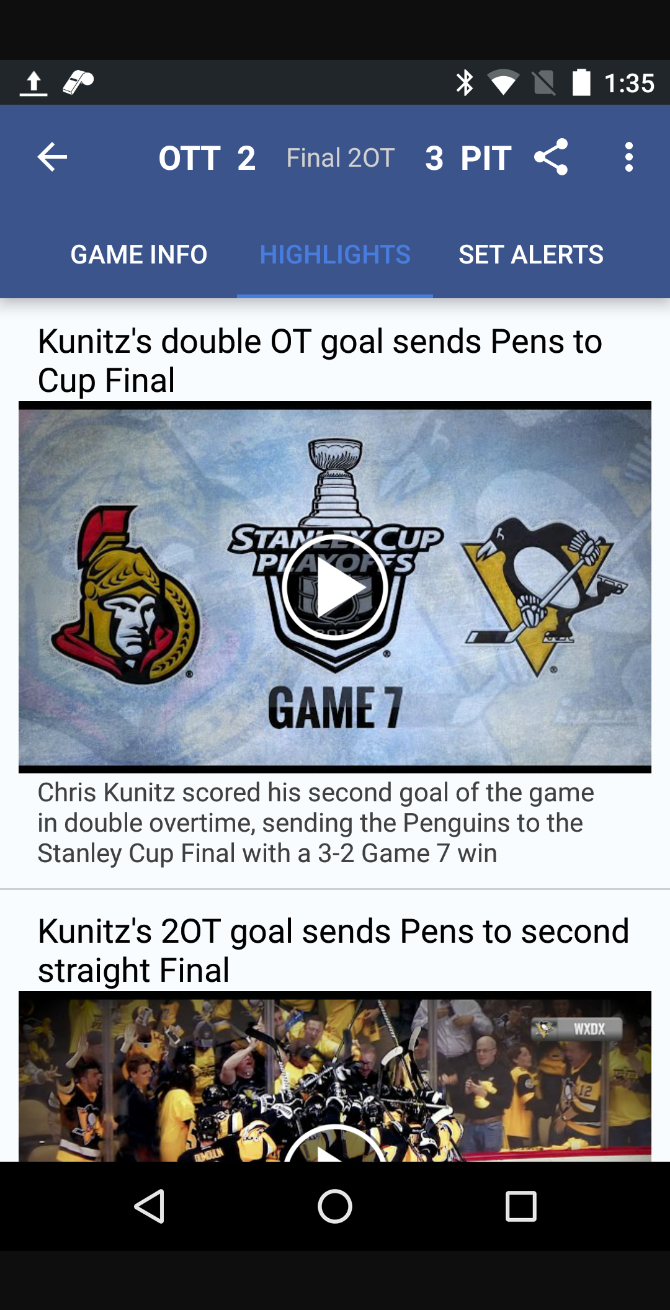 1:35
OTT 2 Final 2OT 3 PIT
GAME INFO HIGHLIGHTS SET ALERTS
Kunitz's double OT goal sends Pens to
Cup Final
STANLEY CUP
PLAYOFFS
GAME 7
Chris Kunitz scored his second goal of the game
in double overtime, sending the Penguins to the
Stanley Cup Final with a 3-2 Game 7 win
Kunitz's 2OT goal sends Pens to second
straight Final
WXDX
12
DUMOULIN